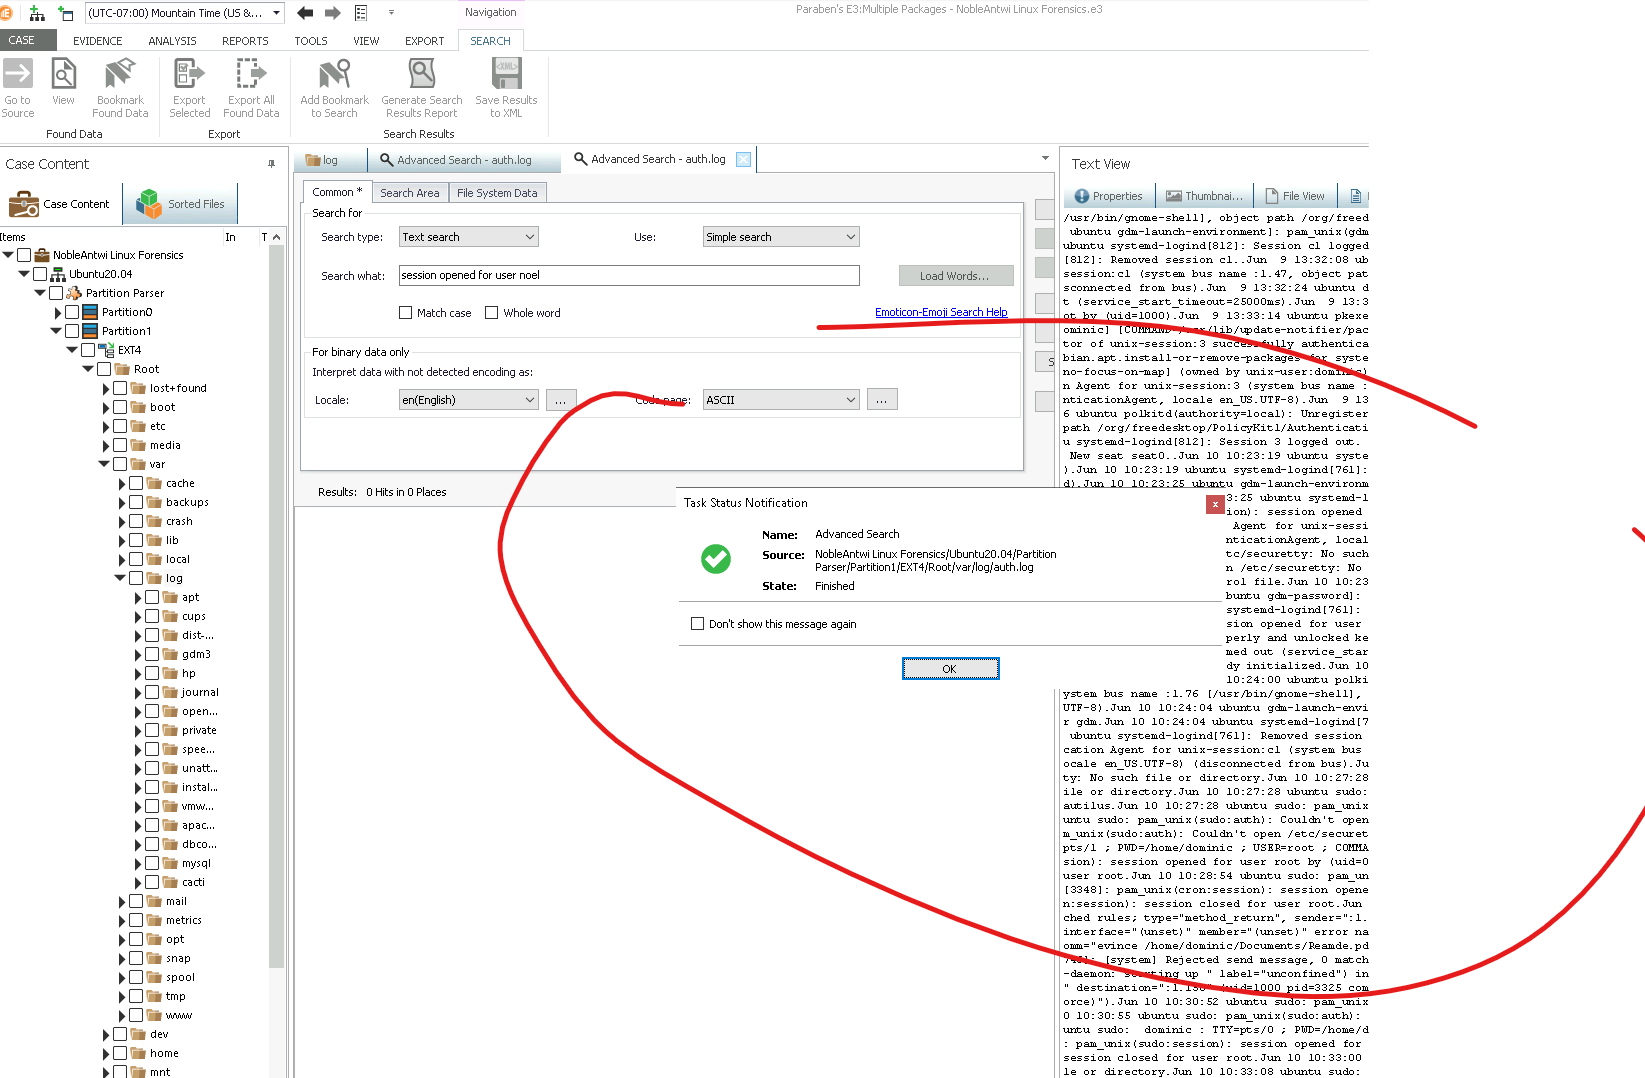 (UTC-07:00) Mountain Time (US &...
Navigation
Paraben's E3:Multiple Packages - NobleAntwi Linux Forensics.e3
CASE
EVIDENCE
ANALYSIS
REPORTS
TOOLS
VIEW
EXPORT
SEARCH
Go to Source
View
Bookmark Found Data
Export Selected
Export All Found Data
Add Bookmark to Search
Generate Search Results Report
Save Results to XML
Found Data
Export
Search Results
Case Content
Case Content
Sorted Files
Items
In
T
NobleAntwi Linux Forensics
Ubuntu20.04
Partition Parser
Partition0
Partition1
EXT4
Root
lost+found
boot
etc
media
var
cache
backups
crash
lib
local
log
apt
cups
dist-...
gdm3
hp
journal
open...
private
spee...
unatt...
instal...
vmw...
apac...
dbco...
mysql
cacti
mail
metrics
opt
snap
spool
tmp
www
dev
home
mnt
log
Advanced Search - auth.log
Advanced Search - auth.log
Common *
Search Area
File System Data
Search for
Search type:
Text search
Use:
Simple search
Search what:
session opened for user noel
Load Words...
Match case
Whole word
Emoticon-Emoji Search Help
For binary data only
Interpret data with not detected encoding as:
Locale:
en(English)
...
Code page:
ASCII
...
S
Results: 0 Hits in 0 Places
Task Status Notification
Name: Advanced Search
Source: NobleAntwi Linux Forensics/Ubuntu20.04/Partition
Parser/Partition1/EXT4/Root/var/log/auth.log
State: Finished
Don't show this message again
OK
Text View
Properties
Thumbnai...
File View
/usr/bin/gnome-shell], object path /org/freed
ubuntu gdm-launch-environment]: pam_unix(gdm
ubuntu systemd-logind[812]: Session c1 logged
[812]: Removed session c1..Jun 9 13:32:08 ub
session:c1 (system bus name :1.47, object pat
sconnected from bus).Jun 9 13:32:24 ubuntu d
t (service_start_timeout=25000ms).Jun 9 13:3
ot by (uid=1000).Jun 9 13:33:14 ubuntu pkexe
ominic] [COMMAND=/usr/lib/update-notifier/pac
tor of unix-session:3 successfully authentica
bian.apt.install-or-remove-packages for syste
no-focus-on-map] (owned by unix-user:dominic)
n Agent for unix-session:3 (system bus name :
nticationAgent, locale en_US.UTF-8).Jun 9 13
6 ubuntu polkitd(authority=local): Unregister
path /org/freedesktop/PolicyKit1/Authenticati
u systemd-logind[812]: Session 3 logged out.
New seat seat0..Jun 10 10:23:19 ubuntu syste
).Jun 10 10:23:19 ubuntu systemd-logind[761]:
d).Jun 10 10:23:25 ubuntu gdm-launch-environm
3:25 ubuntu systemd-l
ion): session opened
Agent for unix-sessi
nticationAgent, local
tc/securetty: No such
n /etc/securetty: No
rol file.Jun 10 10:23
buntu gdm-password]:
systemd-logind[761]:
sion opened for user
perly and unlocked ke
med out (service_star
dy initialized.Jun 10
10:24:00 ubuntu polki
ystem bus name :1.76 [/usr/bin/gnome-shell],
UTF-8).Jun 10 10:24:04 ubuntu gdm-launch-envi
r gdm.Jun 10 10:24:04 ubuntu systemd-logind[7
ubuntu systemd-logind[761]: Removed session
cation Agent for unix-session:c1 (system bus
ocale en_US.UTF-8) (disconnected from bus).Ju
ty: No such file or directory.Jun 10 10:27:28
ile or directory.Jun 10 10:27:28 ubuntu sudo:
autilus.Jun 10 10:27:28 ubuntu sudo: pam_unix
untu sudo: pam_unix(sudo:auth): Couldn't open
m_unix(sudo:auth): Couldn't open /etc/securet
pts/1 ; PWD=/home/dominic ; USER=root ; COMMA
sion): session opened for user root by (uid=0
user root.Jun 10 10:28:54 ubuntu sudo: pam_un
[3348]: pam_unix(cron:session): session opene
n:session): session closed for user root.Jun
ched rules; type="method_return", sender=":1.
interface="(unset)" member="(unset)" error na
omm="evince /home/dominic/Documents/Reamde.pd
[system] Rejected send message, 0 match
-daemon: starting up " label="unconfined") in
" destination=":1.130" (uid=1000 pid=3325 com
orce)").Jun 10 10:30:52 ubuntu sudo: pam_unix
0 10:30:55 ubuntu sudo: pam_unix(sudo:auth):
untu sudo: dominic : TTY=pts/0 ; PWD=/home/d
: pam_unix(sudo:session): session opened for
session closed for user root.Jun 10 10:33:00
le or directory.Jun 10 10:33:08 ubuntu sudo: